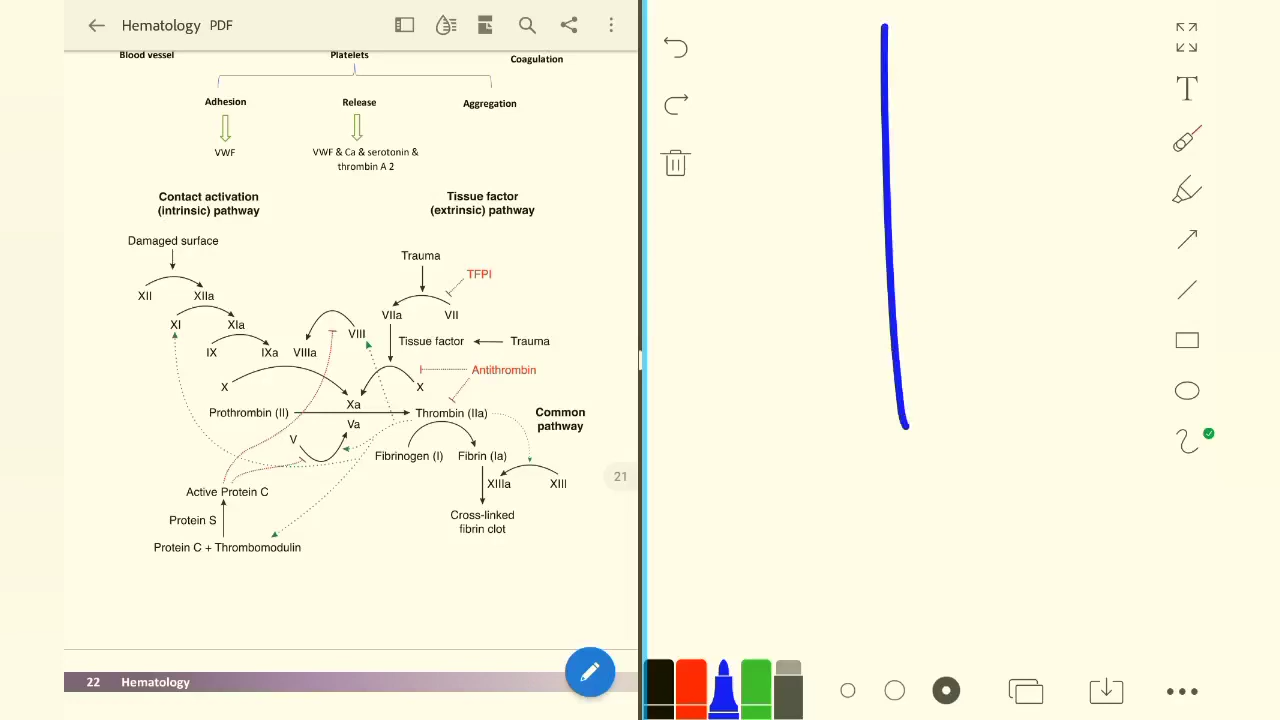 Hematology PDF
Blood vessel Platelets Coagulation
Adhesion Release Aggregation
VWF VWF & Ca & serotonin &
thrombin A 2
Contact activation
(intrinsic) pathway
Tissue factor
(extrinsic) pathway
Damaged surface
Trauma
TFPI
XII XIIa
VIIa VII
XI XIa
VIII
Tissue factor Trauma
IX IXa VIIIa
Antithrombin
X Xa X
Prothrombin (II) Thrombin (IIa)
Common
pathway
Va
V
Fibrinogen (I) Fibrin (Ia)
XIIIa XIII
21
Active Protein C
Cross-linked
fibrin clot
Protein S
Protein C + Thrombomodulin
22 Hematology
T